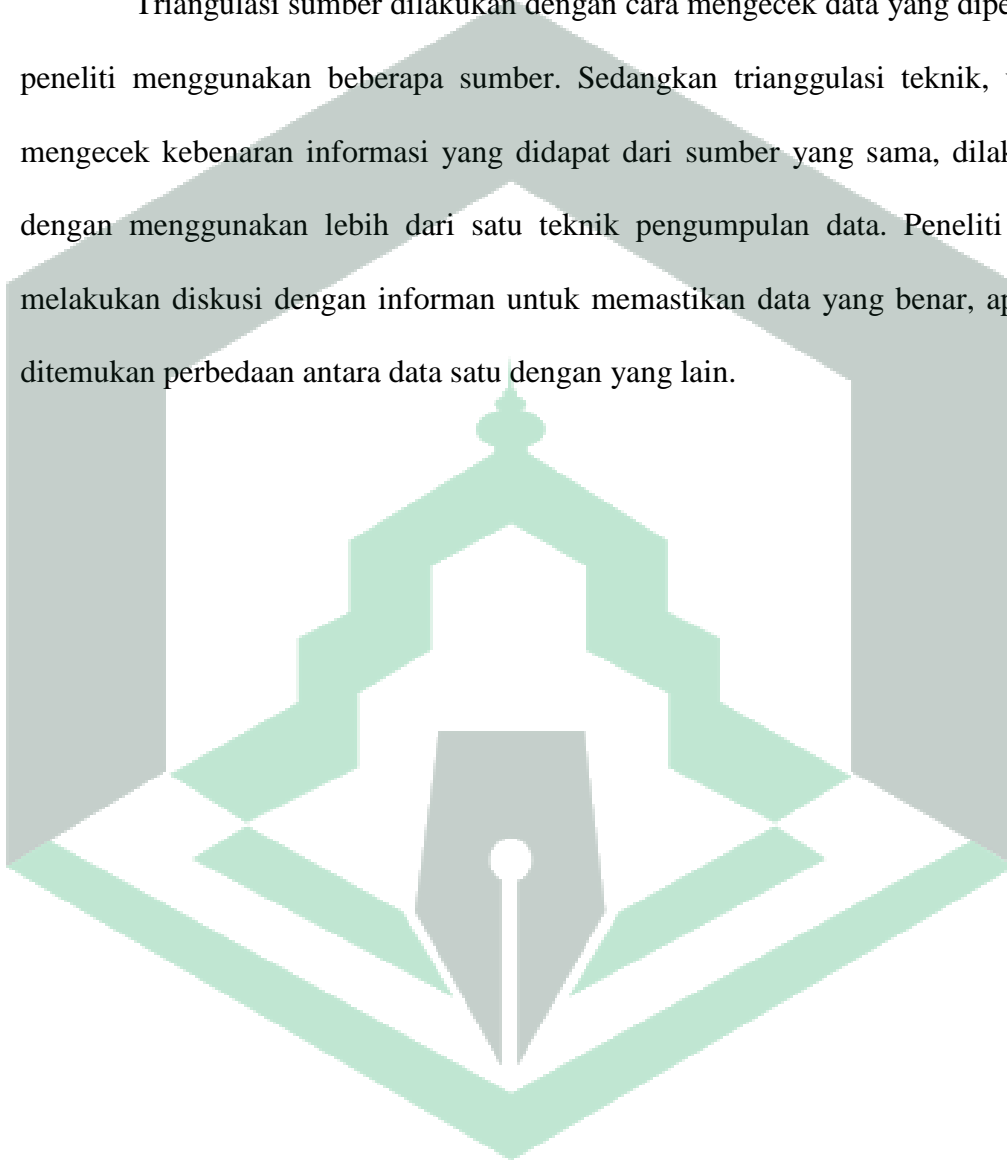 Triangulasi sumber dilakukan dengan cara mengecek data yang
peneliti menggunakan beberapa sumber. Sedangkan trianggulasi teknik,
mengecek kebenaran informasi yang didapat dari sumber yang sama,
dengan menggunakan lebih dari satu teknik pengumpulan data. Peneliti
melakukan diskusi dengan informan untuk memastikan data yang benar,
ditemukan perbedaan antara data satu dengan yang lain.